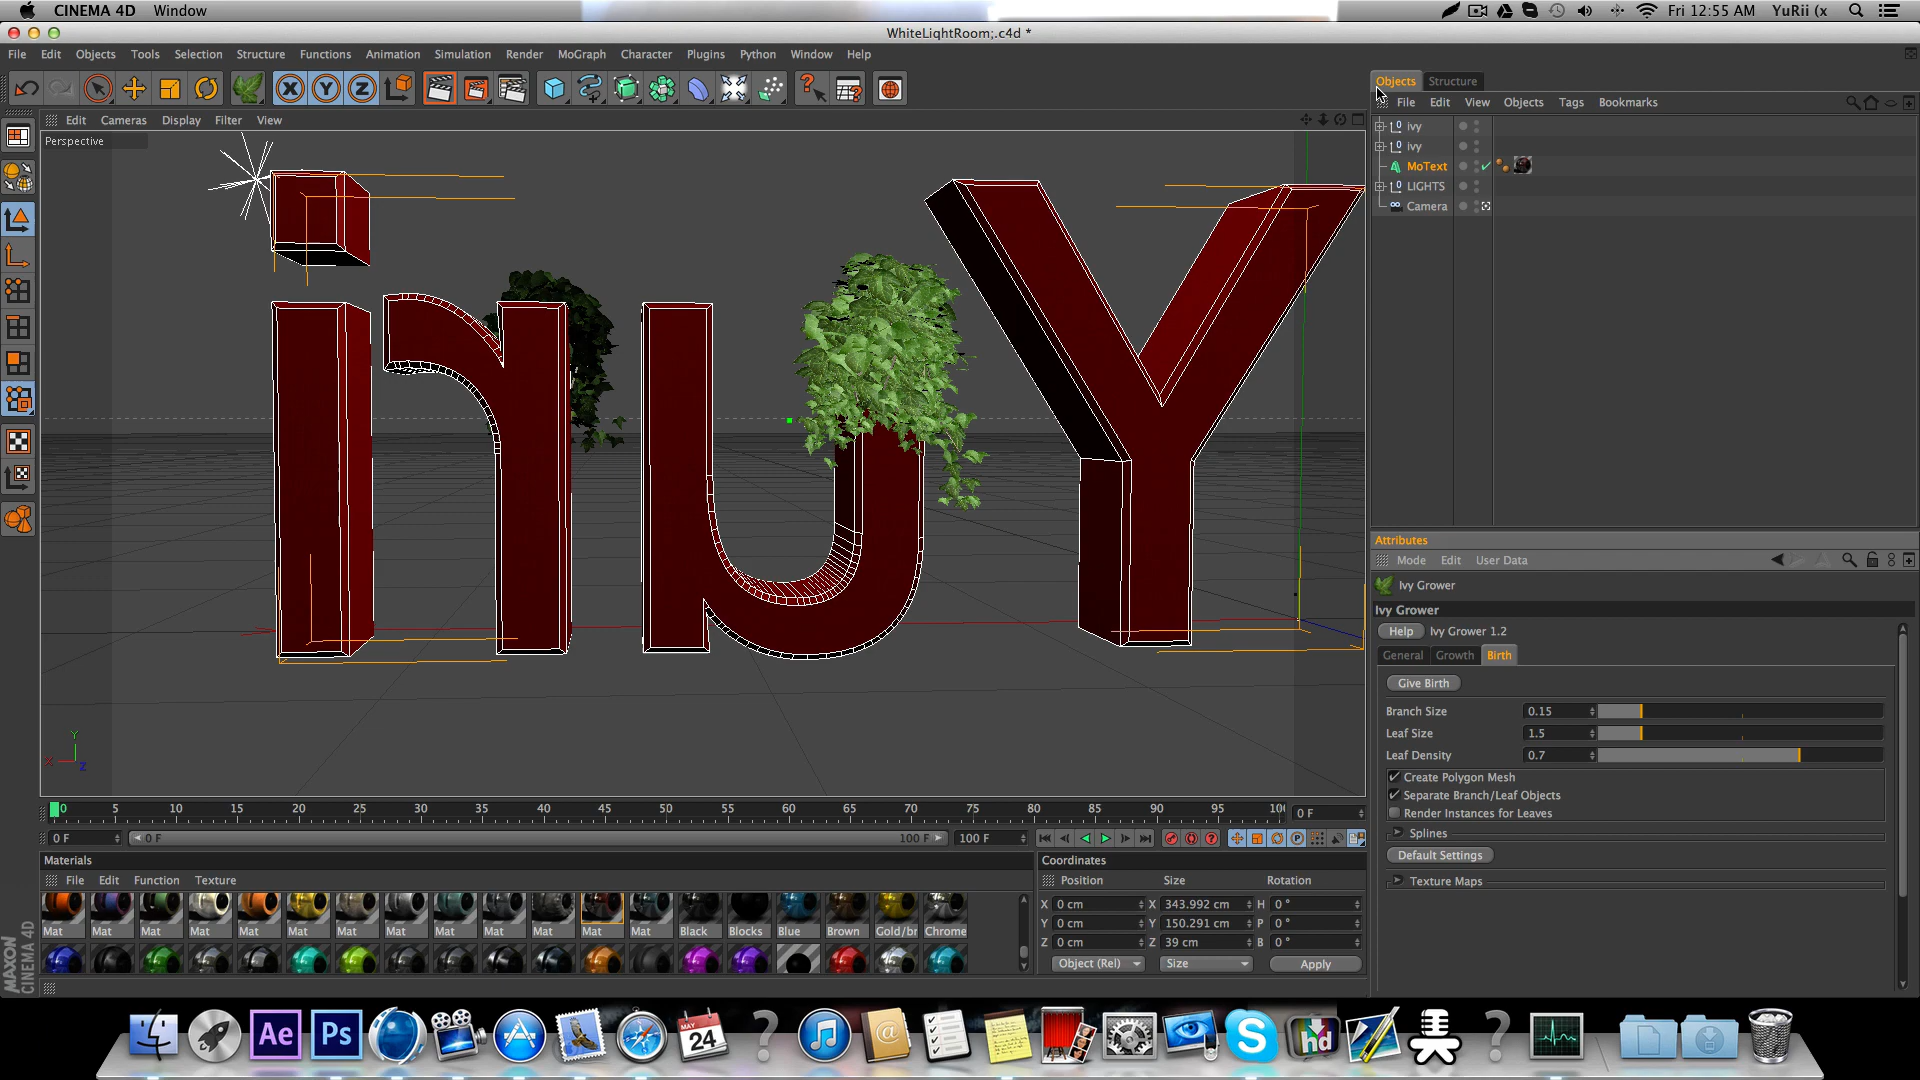 CINEMA 4D Window
Fri 12:55 AM YuRii (x
WhiteLightRoom;.c4d *
File Edit Objects Tools Selection Structure Functions Animation Simulation Render MoGraph Character Plugins Python Window Help
X Y Z
Objects Structure
File Edit View Objects Tags Bookmarks
Edit Cameras Display Filter View
Perspective
ivy
ivy
MoText
LIGHTS
Camera
inuY
Y
X Z
Attributes
Mode Edit User Data
Ivy Grower
Ivy Grower
Help Ivy Grower 1.2
General Growth Birth
Give Birth
Branch Size 0.15
Leaf Size 1.5
Leaf Density 0.7
Create Polygon Mesh
Separate Branch/Leaf Objects
Render Instances for Leaves
Splines
Default Settings
Texture Maps
0 5 10 15 20 25 30 35 40 45 50 55 60 65 70 75 80 85 90 95 10 0 F
0 F 0 F 100 F 100 F
Materials
File Edit Function Texture
Mat Mat Mat Mat Mat Mat Mat Mat Mat Mat Mat Mat Mat Black Blocks Blue Brown Gold/br Chrome
Coordinates
Position Size Rotation
X 0 cm X 343.992 cm H 0 °
Y 0 cm Y 150.291 cm P 0 °
Z 0 cm Z 39 cm B 0 °
Object (Rel) Size Apply
MAXON
CINEMA 4D
Ae Ps MAY 24 ? @ S hd ?